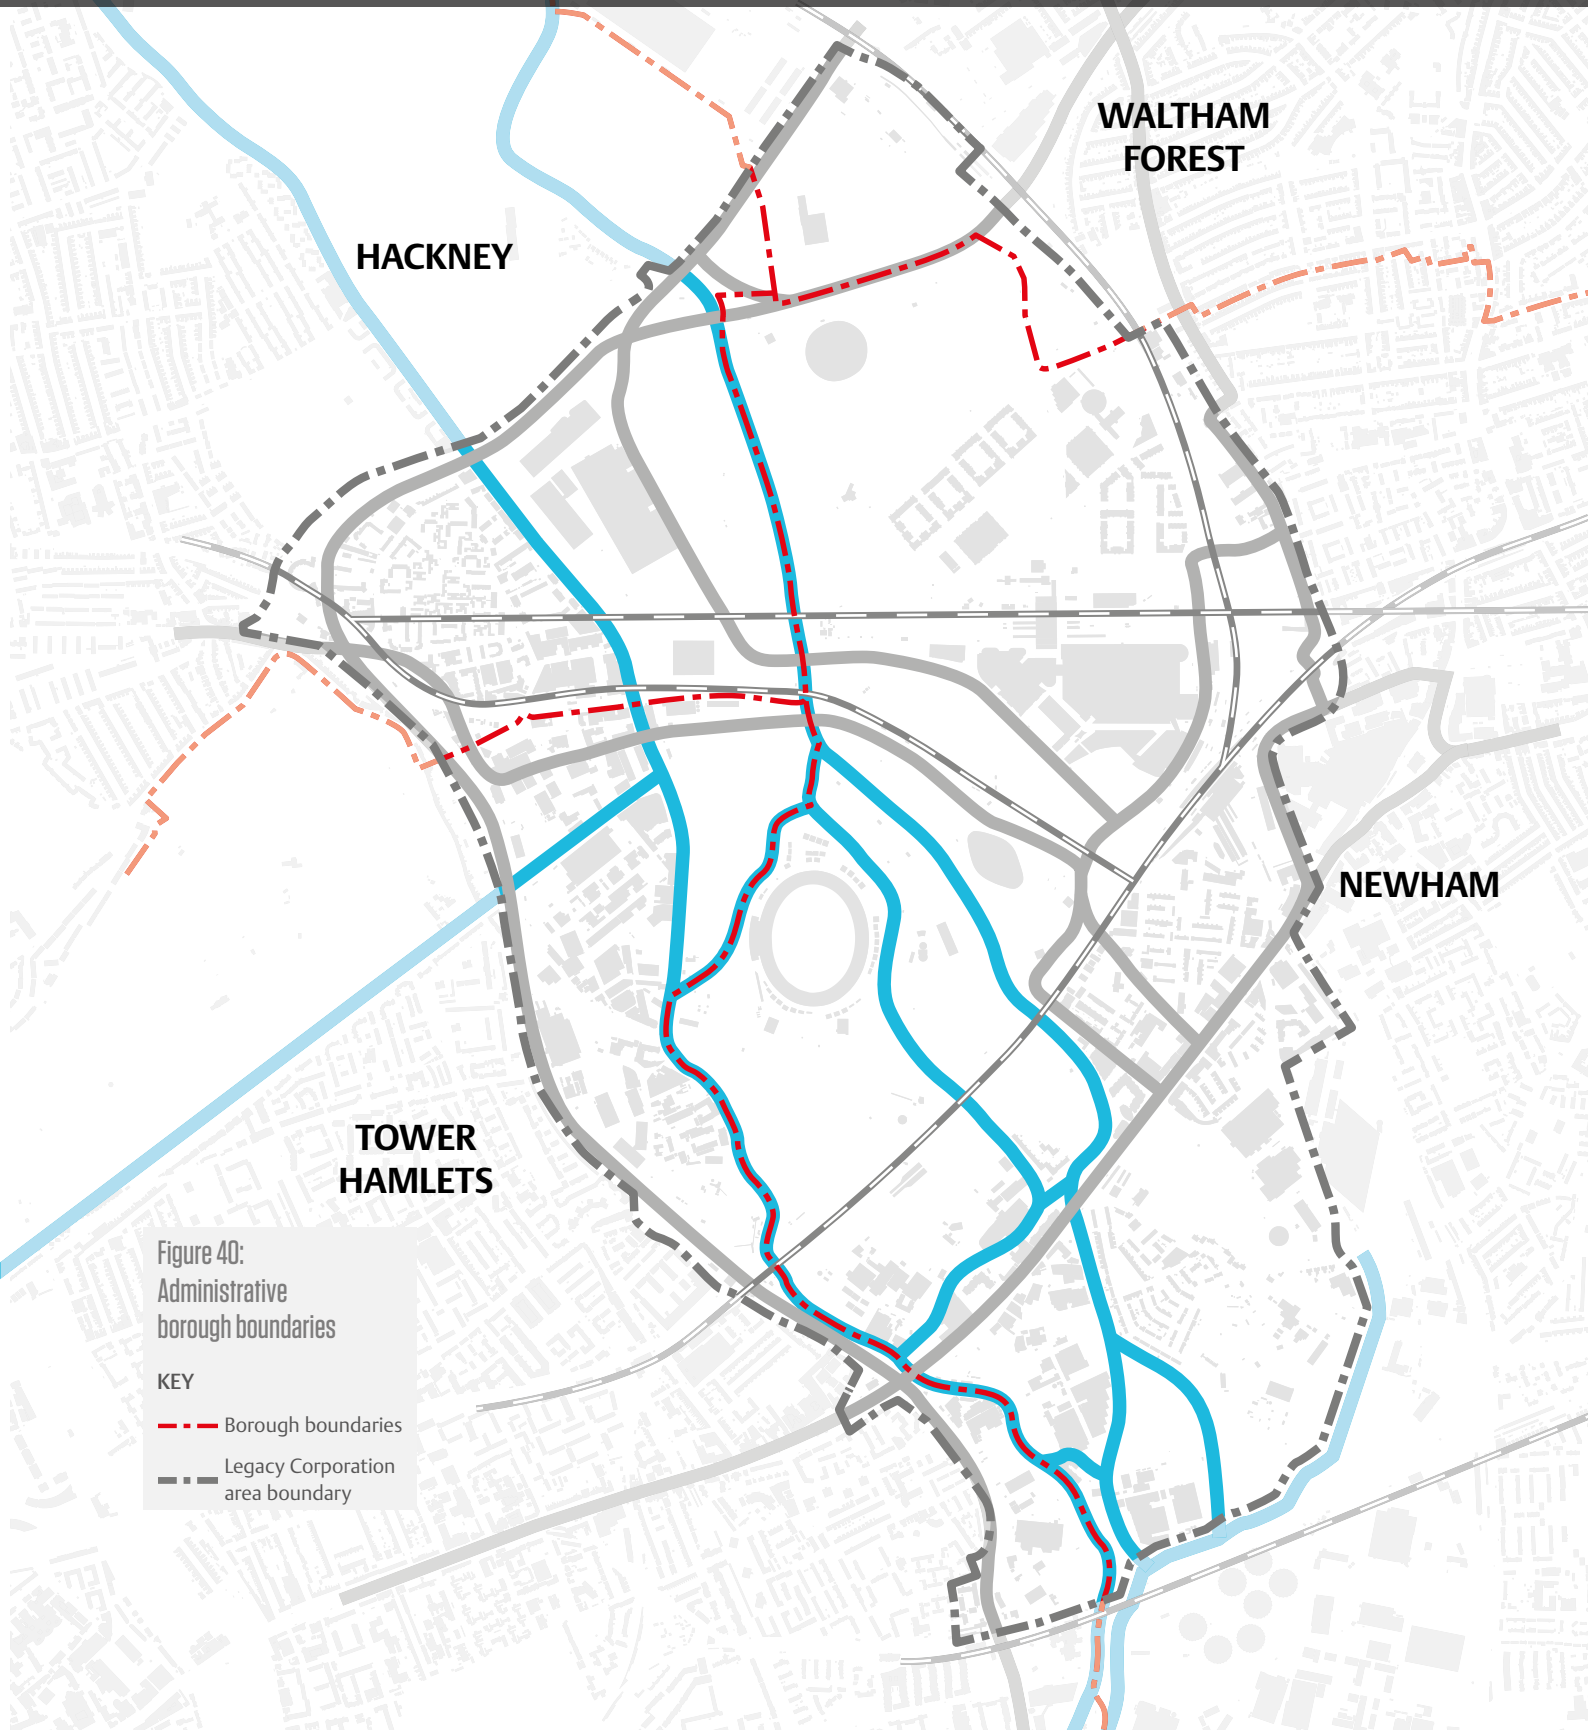 WALTHAM
FOREST
HACKNEY
NEWHAM
TOWER
HAMLETS
Figure 40:
Administrative
borough boundaries
KEY
Borough boundaries
Legacy Corporation
area boundary